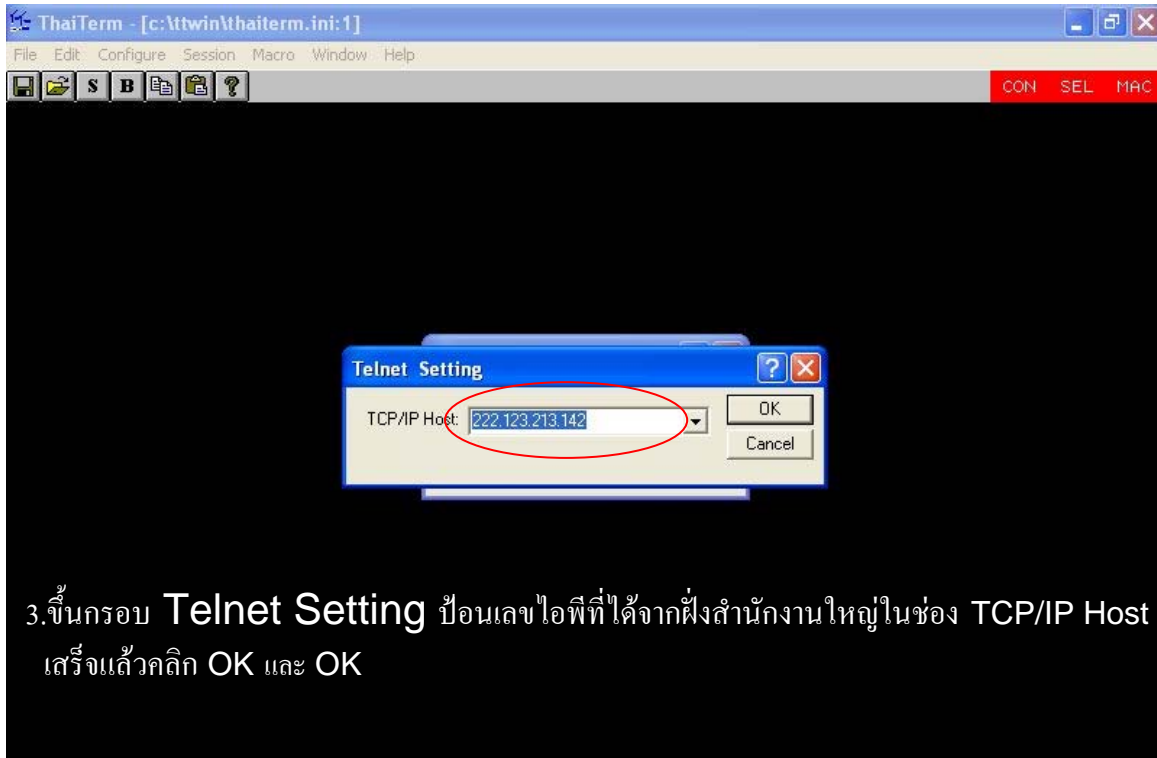 ThaiTerm - [c:\ttwin\thaiterm.ini:1]
File Edit Configure Session Macro Window Help
S B ?
CON SEL MAC
Telnet Setting
TCP/IP Host: 222.123.213.142
OK
Cancel
3.ขึ้นกรอบ Telnet Setting ป้อนเลขไอพีที่ได้จากฝั่งสำนักงานใหญ่ในช่อง TCP/IP Host
เสร็จแล้วคลิก OK และ OK